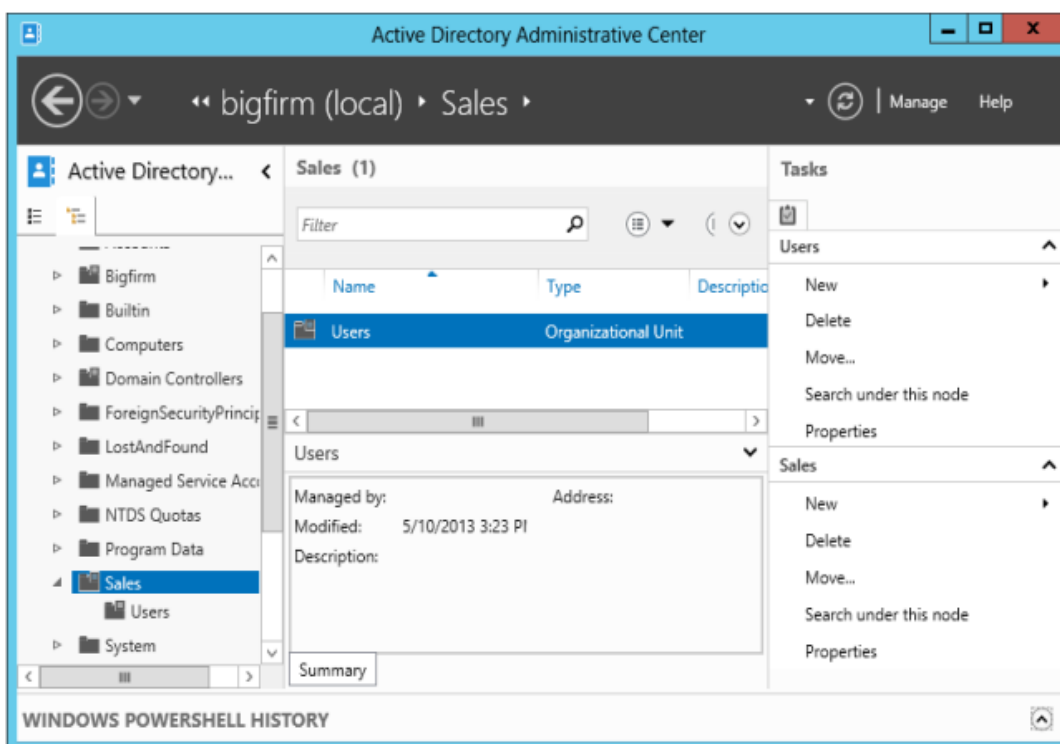 Active Directory Administrative Center
bigfirm (local) Sales
Manage Help
Active Directory...
Bigfirm
Builtin
Computers
Domain Controllers
ForeignSecurityPrincip
LostAndFound
Managed Service Acco
NTDS Quotas
Program Data
Sales
Users
System
Sales (1)
Filter
Name Type Descriptio
Users Organizational Unit
Users
Managed by: Address:
Modified: 5/10/2013 3:23 PM
Description:
Summary
Tasks
Users
New
Delete
Move...
Search under this node
Properties
Sales
New
Delete
Move...
Search under this node
Properties
WINDOWS POWERSHELL HISTORY